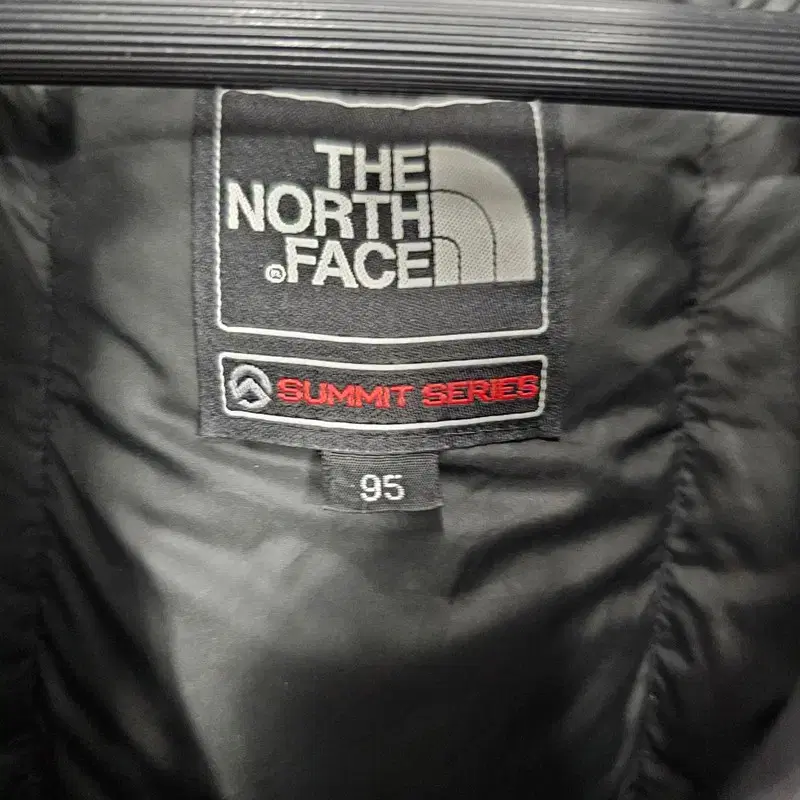 THE
NORTH
®FACE
SUMMIT SERIES
95